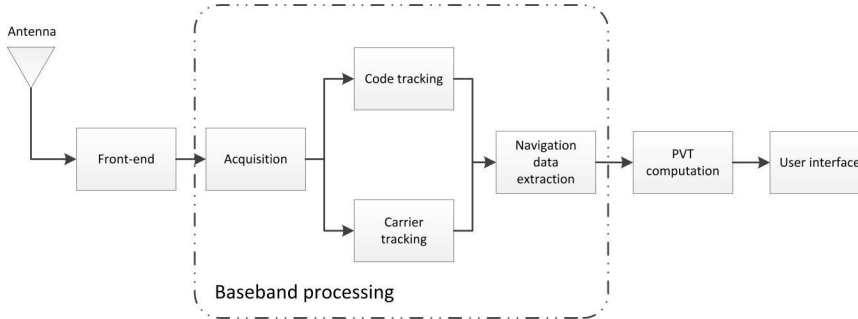 Antenna
Front-end
Acquisition
Code tracking
Carrier
tracking
Navigation
data
extraction
PVT
computation
User interface
Baseband processing